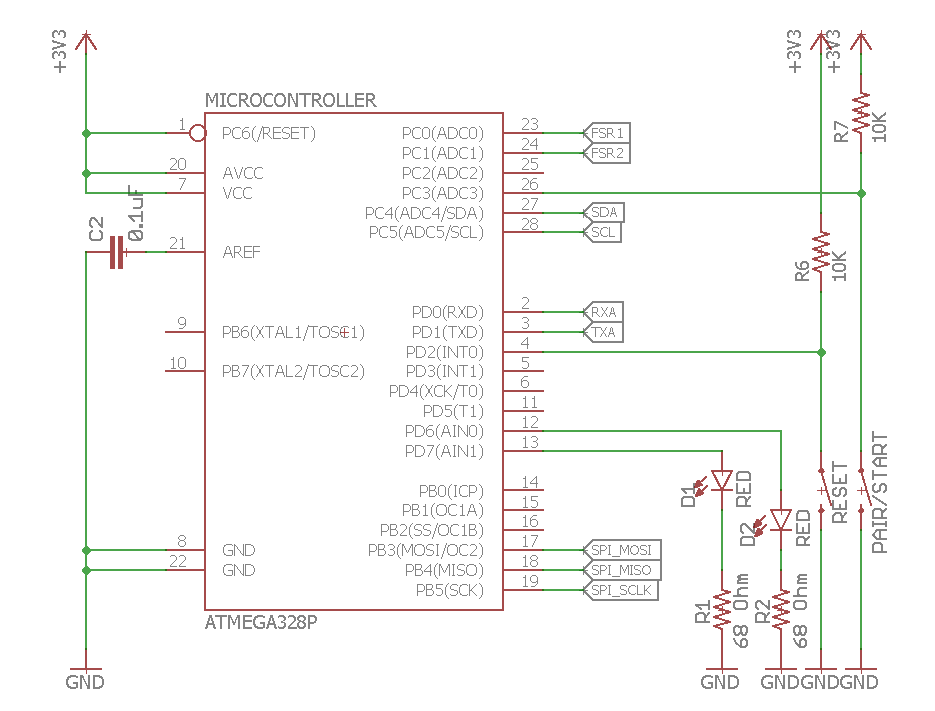 +3V3
+3V3
+3V3
MICROCONTROLLER
1 PC6(/RESET)
20 AVCC
7 VCC
C2
0.1uF
21 AREF
9 PB6(XTAL1/TOSC1)
10 PB7(XTAL2/TOSC2)
8 GND
22 GND
PC0(ADC0) 23 FSR1
PC1(ADC1) 24 FSR2
PC2(ADC2) 25
PC3(ADC3) 26
PC4(ADC4/SDA) 27 SDA
PC5(ADC5/SCL) 28 SCL
PD0(RXD) 2 RXA
PD1(TXD) 3 TXA
PD2(INT0) 4
PD3(INT1) 5
PD4(XCK/T0) 6
PD5(T1) 11
PD6(AIN0) 12
PD7(AIN1) 13
PB0(ICP) 14
PB1(OC1A) 15
PB2(SS/OC1B) 16
PB3(MOSI/OC2) 17 SPI_MOSI
PB4(MISO) 18 SPI_MISO
PB5(SCK) 19 SPI_SCLK
ATMEGA328P
R7
10K
R6
10K
D1
RED
D2
RED
RESET
PAIR/START
R1
68 Ohm
R2
68 Ohm
GND
GND
GND
GND
GND